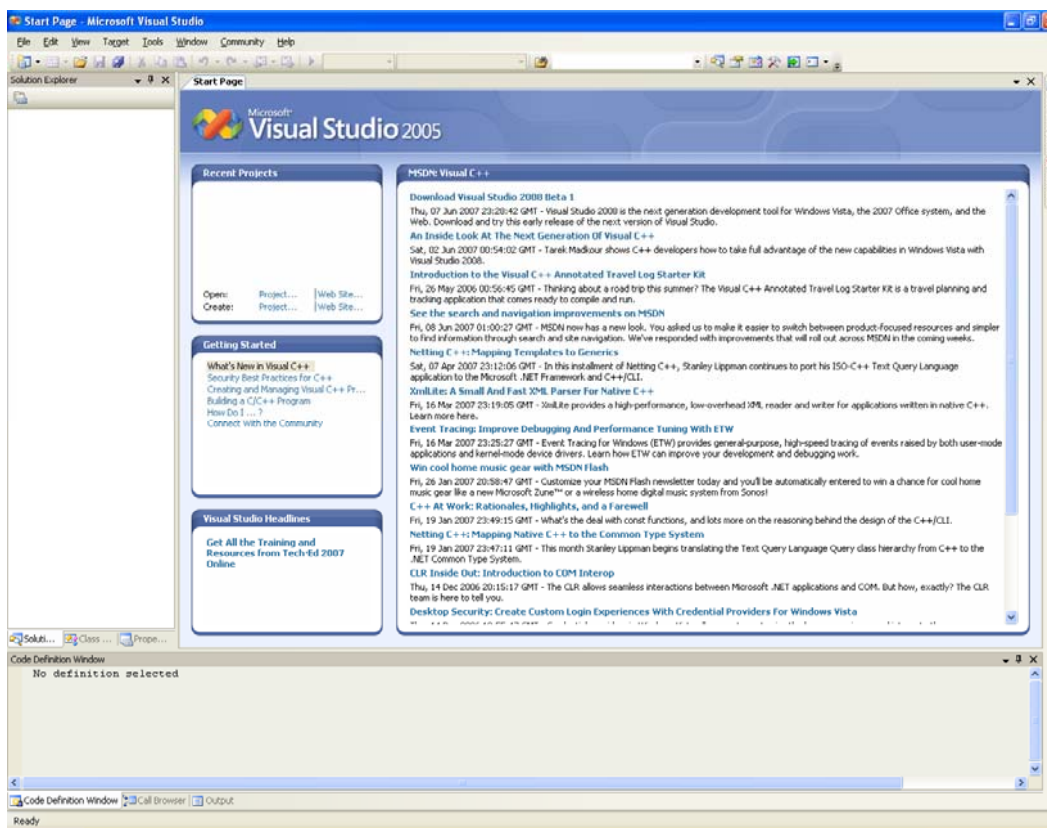 Start Page - Microsoft Visual Studio
File Edit View Target Tools Window Community Help
Solution Explorer
Start Page
Microsoft
Visual Studio 2005
Recent Projects
Open: Project... Web Site...
Create: Project... Web Site...
Getting Started
What's New in Visual C++
Security Best Practices for C++
Creating and Managing Visual C++ Pr...
Building a C/C++ Program
How Do I ... ?
Connect With the Community
Visual Studio Headlines
Get All the Training and
Resources from Tech·Ed 2007
Online
MSDN: Visual C++
Download Visual Studio 2008 Beta 1
Thu, 07 Jun 2007 23:28:42 GMT - Visual Studio 2008 is the next generation development tool for Windows Vista, the 2007 Office system, and the
Web. Download and try this early release of the next version of Visual Studio.
An Inside Look At The Next Generation Of Visual C++
Sat, 02 Jun 2007 00:54:02 GMT - Tarek Madkour shows C++ developers how to take full advantage of the new capabilities in Windows Vista with
Visual Studio 2008.
Introduction to the Visual C++ Annotated Travel Log Starter Kit
Fri, 26 May 2006 00:56:45 GMT - Thinking about a road trip this summer? The Visual C++ Annotated Travel Log Starter Kit is a travel planning and
tracking application that comes ready to compile and run.
See the search and navigation improvements on MSDN
Fri, 08 Jun 2007 01:00:27 GMT - MSDN now has a new look. You asked us to make it easier to switch between product-focused resources and simpler
to find information through search and site navigation. We've responded with improvements that will roll out across MSDN in the coming weeks.
Netting C++: Mapping Templates to Generics
Sat, 07 Apr 2007 23:12:06 GMT - In this installment of Netting C++, Stanley Lippman continues to port his ISO-C++ Text Query Language
application to the Microsoft .NET Framework and C++/CLI.
XmlLite: A Small And Fast XML Parser For Native C++
Fri, 16 Mar 2007 23:19:05 GMT - XmlLite provides a high-performance, low-overhead XML reader and writer for applications written in native C++.
Learn more here.
Event Tracing: Improve Debugging And Performance Tuning With ETW
Fri, 16 Mar 2007 23:25:27 GMT - Event Tracing for Windows (ETW) provides general-purpose, high-speed tracing of events raised by both user-mode
applications and kernel-mode device drivers. Learn how ETW can improve your development and debugging work.
Win cool home music gear with MSDN Flash
Fri, 26 Jan 2007 20:58:47 GMT - Customize your MSDN Flash newsletter today and you'll be automatically entered to win a chance for cool home
music gear like a new Microsoft Zune™ or a wireless home digital music system from Sonos!
C++ At Work: Rationales, Highlights, and a Farewell
Fri, 19 Jan 2007 23:49:15 GMT - What's the deal with const functions, and lots more on the reasoning behind the design of the C++/CLI.
Netting C++: Mapping Native C++ to the Common Type System
Fri, 19 Jan 2007 23:47:11 GMT - This month Stanley Lippman begins translating the Text Query Language Query class hierarchy from C++ to the
.NET Common Type System.
CLR Inside Out: Introduction to COM Interop
Thu, 14 Dec 2006 20:15:17 GMT - The CLR allows seamless interactions between Microsoft .NET applications and COM. But how, exactly? The CLR
team is here to tell you.
Desktop Security: Create Custom Login Experiences With Credential Providers For Windows Vista
Soluti... Class ... Prope...
Code Definition Window
No definition selected
Code Definition Window Call Browser Output
Ready